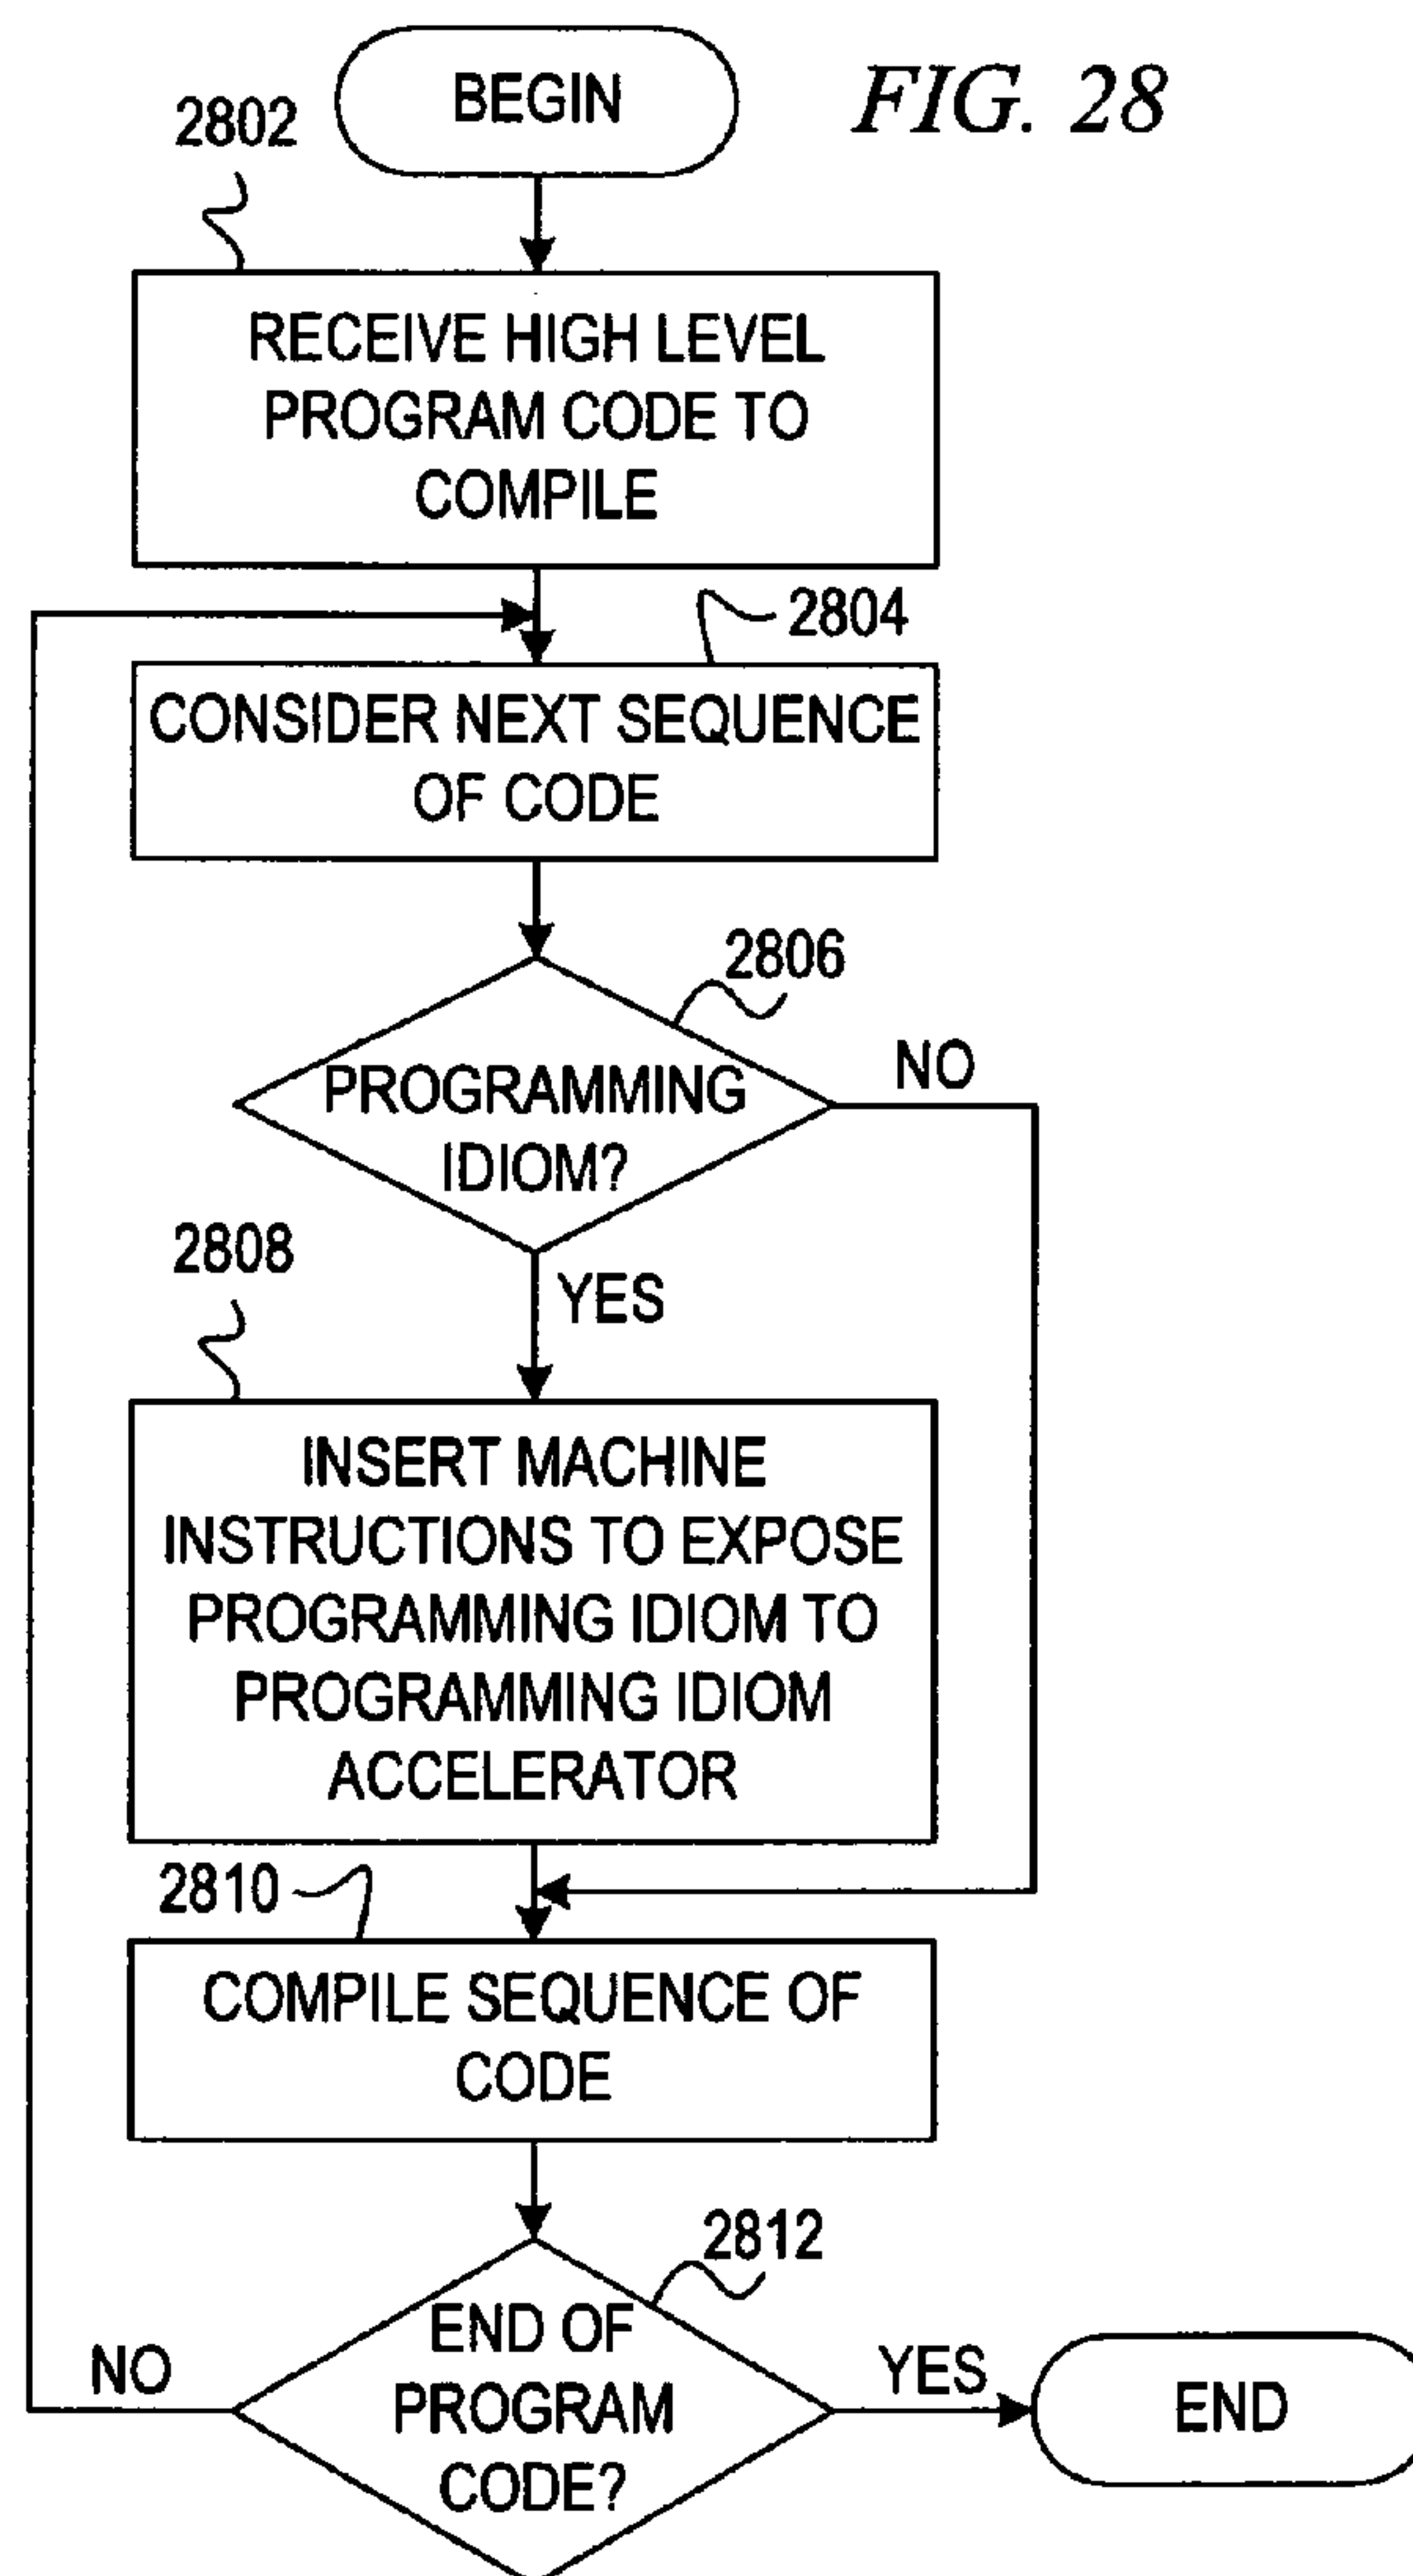 BEGIN
FIG. 28
2802
RECEIVE HIGH LEVEL
PROGRAM CODE TO
COMPILE
2804
CONSIDER NEXT SEQUENCE
OF CODE
2806
PROGRAMMING
IDIOM?
NO
YES
2808
INSERT MACHINE
INSTRUCTIONS TO EXPOSE
PROGRAMMING IDIOM TO
PROGRAMMING IDIOM
ACCELERATOR
2810
COMPILE SEQUENCE OF
CODE
2812
END OF
PROGRAM
CODE?
NO
YES
END